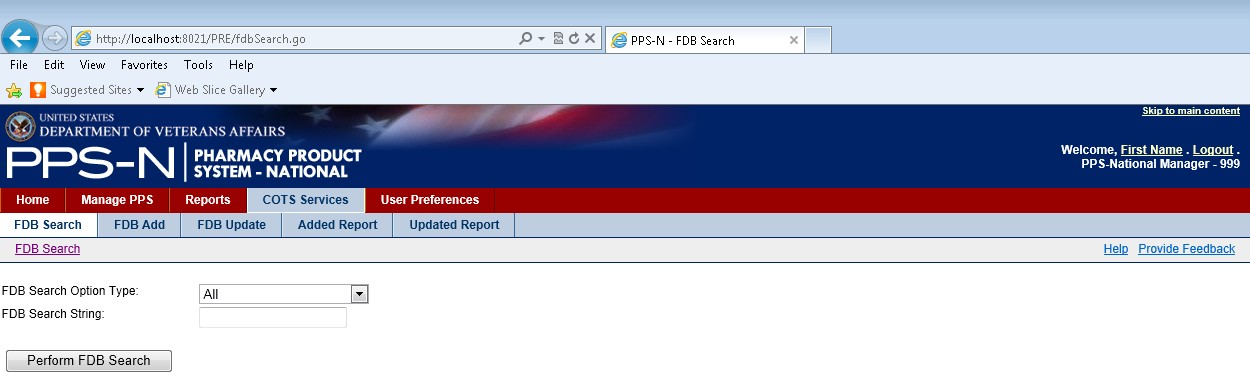 http://localhost:8021/PRE/fdbSearch.go
PPS-N - FDB Search
File Edit View Favorites Tools Help
Suggested Sites Web Slice Gallery
Skip to main content
UNITED STATES
DEPARTMENT OF VETERANS AFFAIRS
PPS-N PHARMACY PRODUCT
SYSTEM - NATIONAL
Welcome, First Name . Logout .
PPS-National Manager - 999
Home Manage PPS Reports COTS Services User Preferences
FDB Search FDB Add FDB Update Added Report Updated Report
FDB Search Help Provide Feedback
FDB Search Option Type: All
FDB Search String:
Perform FDB Search